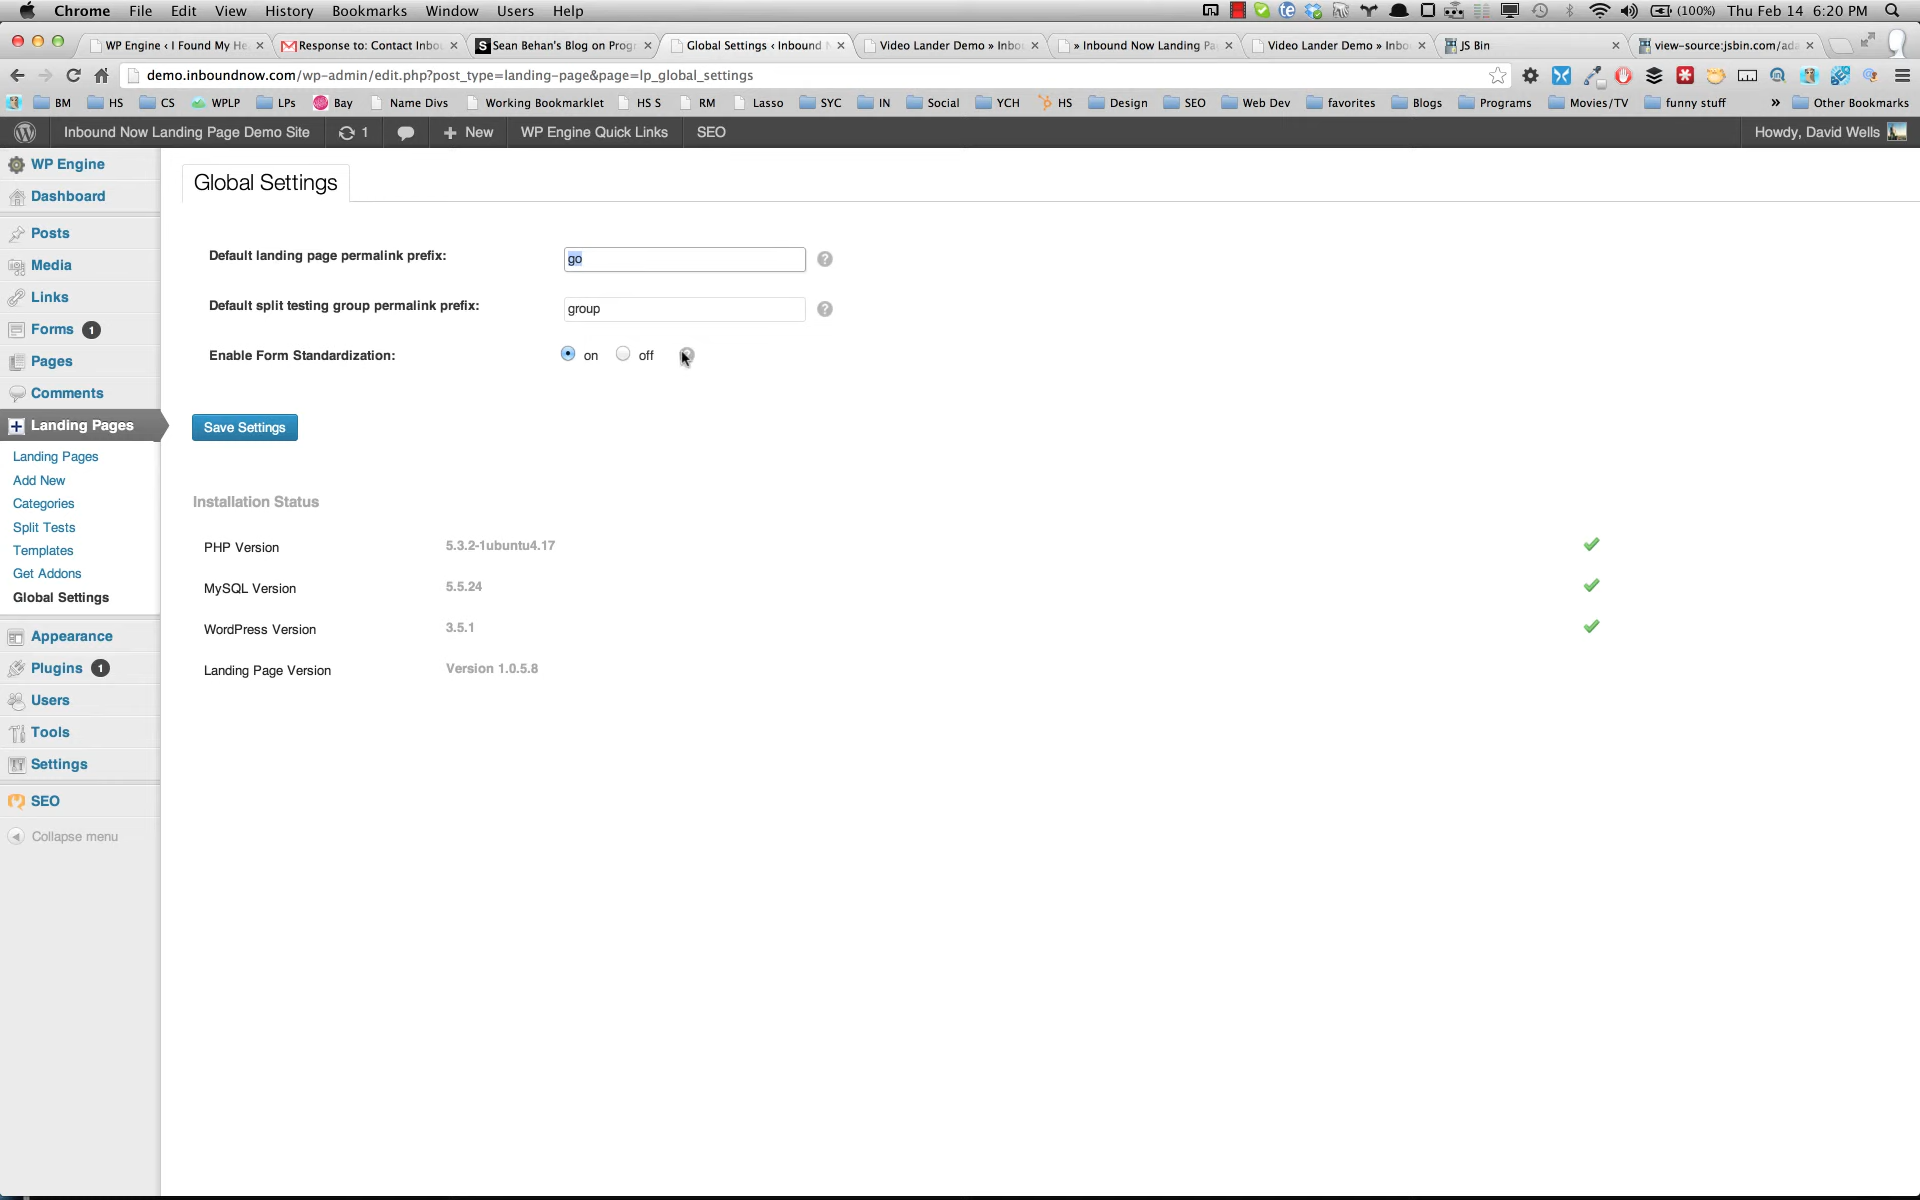 Chrome File Edit View History Bookmarks Window Users Help (100%) Thu Feb 14 6:20 PM
WP Engine ‹ I Found My He Response to: Contact Inbou Sean Behan's Blog on Prog Global Settings ‹ Inbound Video Lander Demo » Inbo » Inbound Now Landing Pa Video Lander Demo » Inbo JS Bin view-source:jsbin.com/ada
demo.inboundnow.com/wp-admin/edit.php?post_type=landing-page&page=lp_global_settings
BM HS CS WPLP LPs Bay Name Divs Working Bookmarklet HS S RM Lasso SYC IN Social YCH HS Design SEO Web Dev favorites Blogs Programs Movies/TV funny stuff » Other Bookmarks
Inbound Now Landing Page Demo Site 1 + New WP Engine Quick Links SEO Howdy, David Wells
WP Engine
Dashboard
Posts
Media
Links
Forms 1
Pages
Comments
Landing Pages
Landing Pages
Add New
Categories
Split Tests
Templates
Get Addons
Global Settings
Appearance
Plugins 1
Users
Tools
Settings
SEO
Collapse menu
Global Settings
Default landing page permalink prefix: go ?
Default split testing group permalink prefix: group ?
Enable Form Standardization: on off
Save Settings
Installation Status
PHP Version 5.3.2-1ubuntu4.17
MySQL Version 5.5.24
WordPress Version 3.5.1
Landing Page Version Version 1.0.5.8